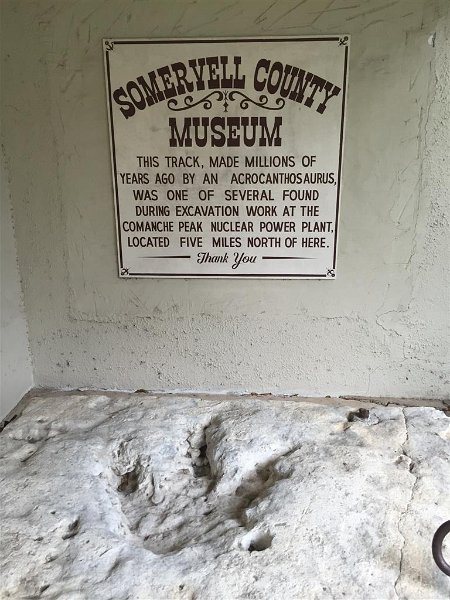 SOMERVELL COUNTY
MUSEUM
THIS TRACK, MADE MILLIONS OF
YEARS AGO BY AN ACROCANTHOSAURUS,
WAS ONE OF SEVERAL FOUND
DURING EXCAVATION WORK AT THE
COMANCHE PEAK NUCLEAR POWER PLANT,
LOCATED FIVE MILES NORTH OF HERE.
Thank You